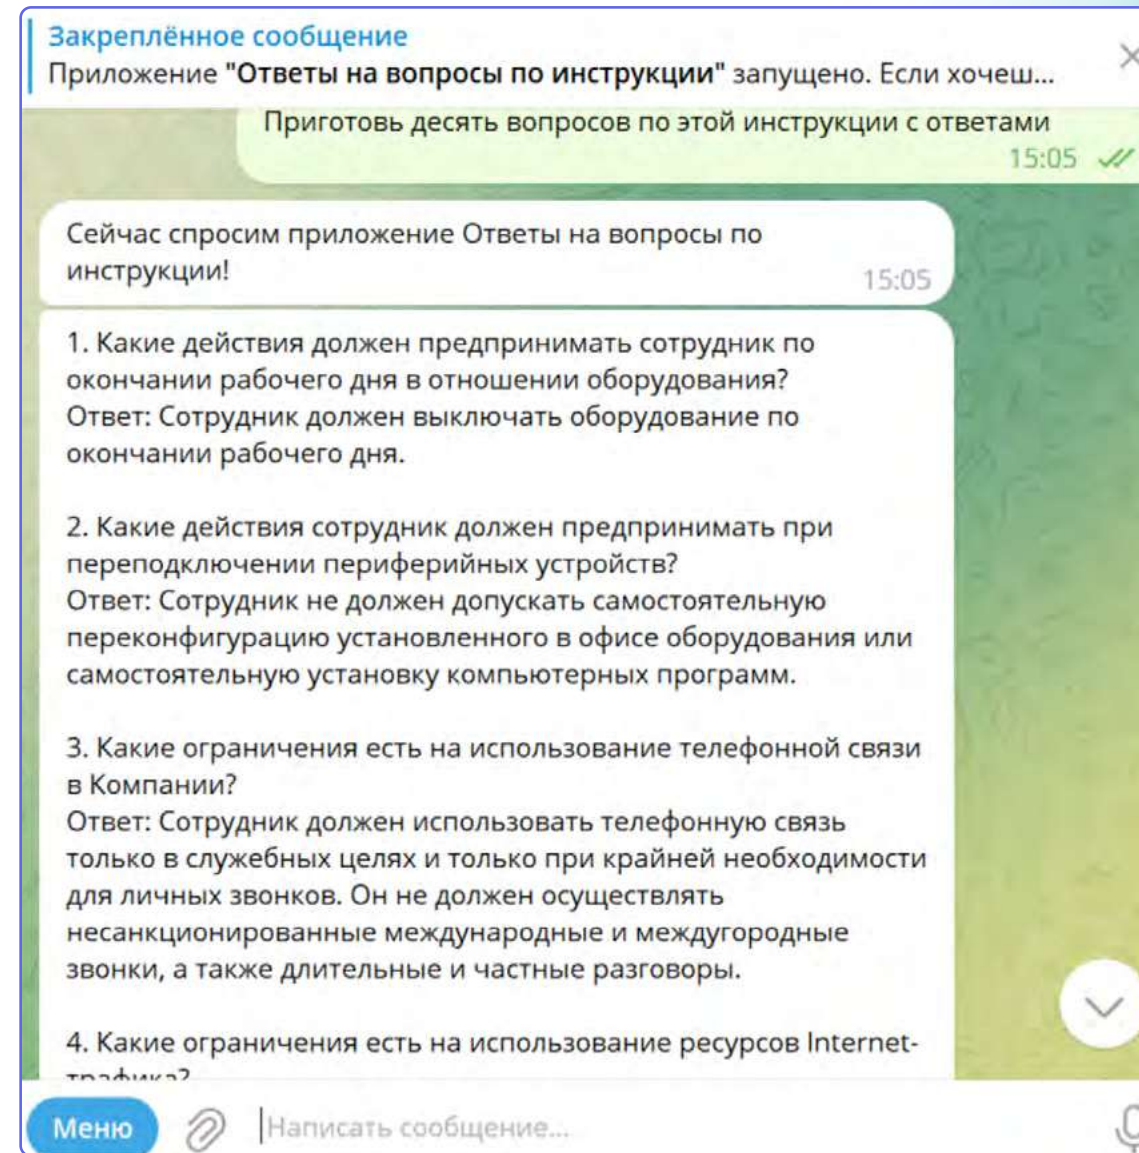 Закреплённое сообщение
Приложение "Ответы на вопросы по инструкции" запущено. Если хочеш...
Приготовь десять вопросов по этой инструкции с ответами
15:05
Сейчас спросим приложение Ответы на вопросы по
инструкции!
15:05
1. Какие действия должен предпринимать сотрудник по
окончании рабочего дня в отношении оборудования?
Ответ: Сотрудник должен выключать оборудование по
окончании рабочего дня.
2. Какие действия сотрудник должен предпринимать при
переподключении периферийных устройств?
Ответ: Сотрудник не должен допускать самостоятельную
переконфигурацию установленного в офисе оборудования или
самостоятельную установку компьютерных программ.
3. Какие ограничения есть на использование телефонной связи
в Компании?
Ответ: Сотрудник должен использовать телефонную связь
только в служебных целях и только при крайней необходимости
для личных звонков. Он не должен осуществлять
несанкционированные международные и междугородные
звонки, а также длительные и частные разговоры.
4. Какие ограничения есть на использование ресурсов Internet-
трафика?
Меню
Написать сообщение...